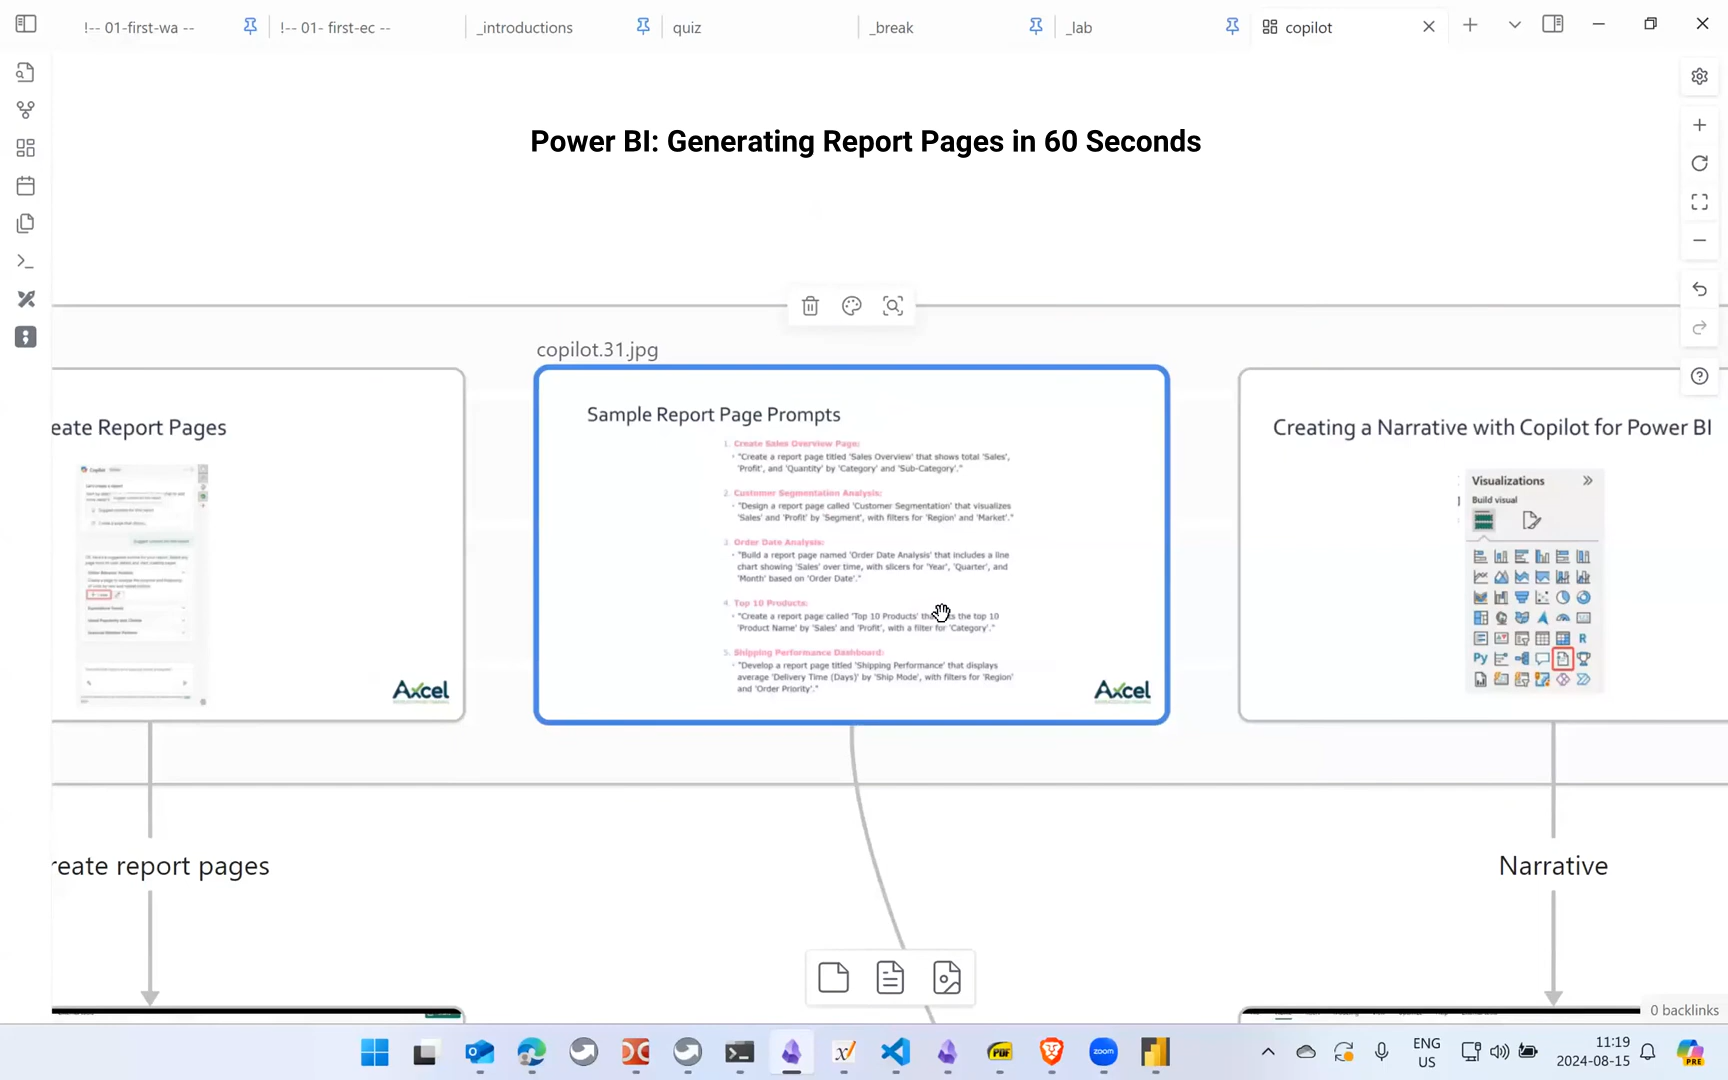 !-- 01-first-wa --
!-- 01- first-ec --
_introductions
quiz
_break
_lab
copilot
Power BI: Generating Report Pages in 60 Seconds
copilot.31.jpg
eate Report Pages
Copilot
Axcel
Sample Report Page Prompts
1. Create Sales Overview Page:
"Create a report page titled 'Sales Overview' that shows total 'Sales',
'Profit', and 'Quantity' by 'Category' and 'Sub-Category'."
2. Customer Segmentation Analysis:
"Design a report page called 'Customer Segmentation' that visualizes
'Sales' and 'Profit' by 'Segment', with filters for 'Region' and 'Market'."
3. Order Date Analysis:
"Build a report page named 'Order Date Analysis' that includes a line
chart showing 'Sales' over time, with slicers for 'Year', 'Quarter', and
'Month' based on 'Order Date'."
4. Top 10 Products:
"Create a report page called 'Top 10 Products' the top 10
'Product Name' by 'Sales' and 'Profit', with a filter for 'Category'."
5. Shipping Performance Dashboard:
"Develop a report page titled 'Shipping Performance' that displays
average 'Delivery Time (Days)' by 'Ship Mode', with filters for 'Region'
and 'Order Priority'."
Axcel
Creating a Narrative with Copilot for Power BI
Visualizations
Build visual
R
Py
reate report pages
Narrative
0 backlinks
PDF
zoom
ENG
US
11:19
2024-08-15
PRE